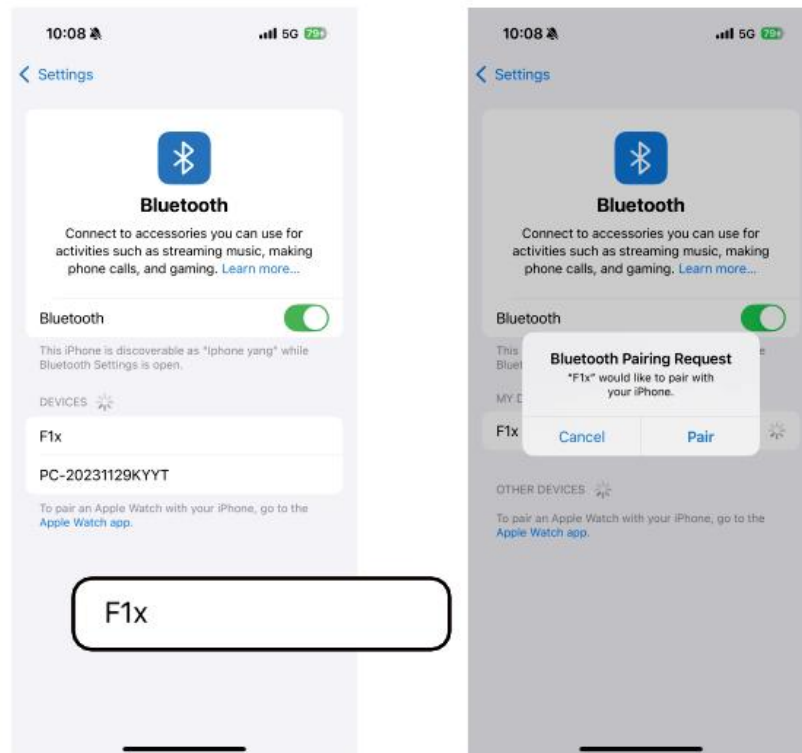 10:08
5G 79
Settings
Bluetooth
Connect to accessories you can use for
activities such as streaming music, making
phone calls, and gaming. Learn more...
Bluetooth
This iPhone is discoverable as "Iphone yang" while
Bluetooth Settings is open.
DEVICES
F1x
PC-20231129KYYT
To pair an Apple Watch with your iPhone, go to the
Apple Watch app.
F1x
10:08
5G 79
Settings
Bluetooth
Connect to accessories you can use for
activities such as streaming music, making
phone calls, and gaming. Learn more...
Bluetooth
This
Bluet
Bluetooth Pairing Request
"F1x" would like to pair with
your iPhone.
Cancel
Pair
MY D
F1x
OTHER DEVICES
To pair an Apple Watch with your iPhone, go to the
Apple Watch app.